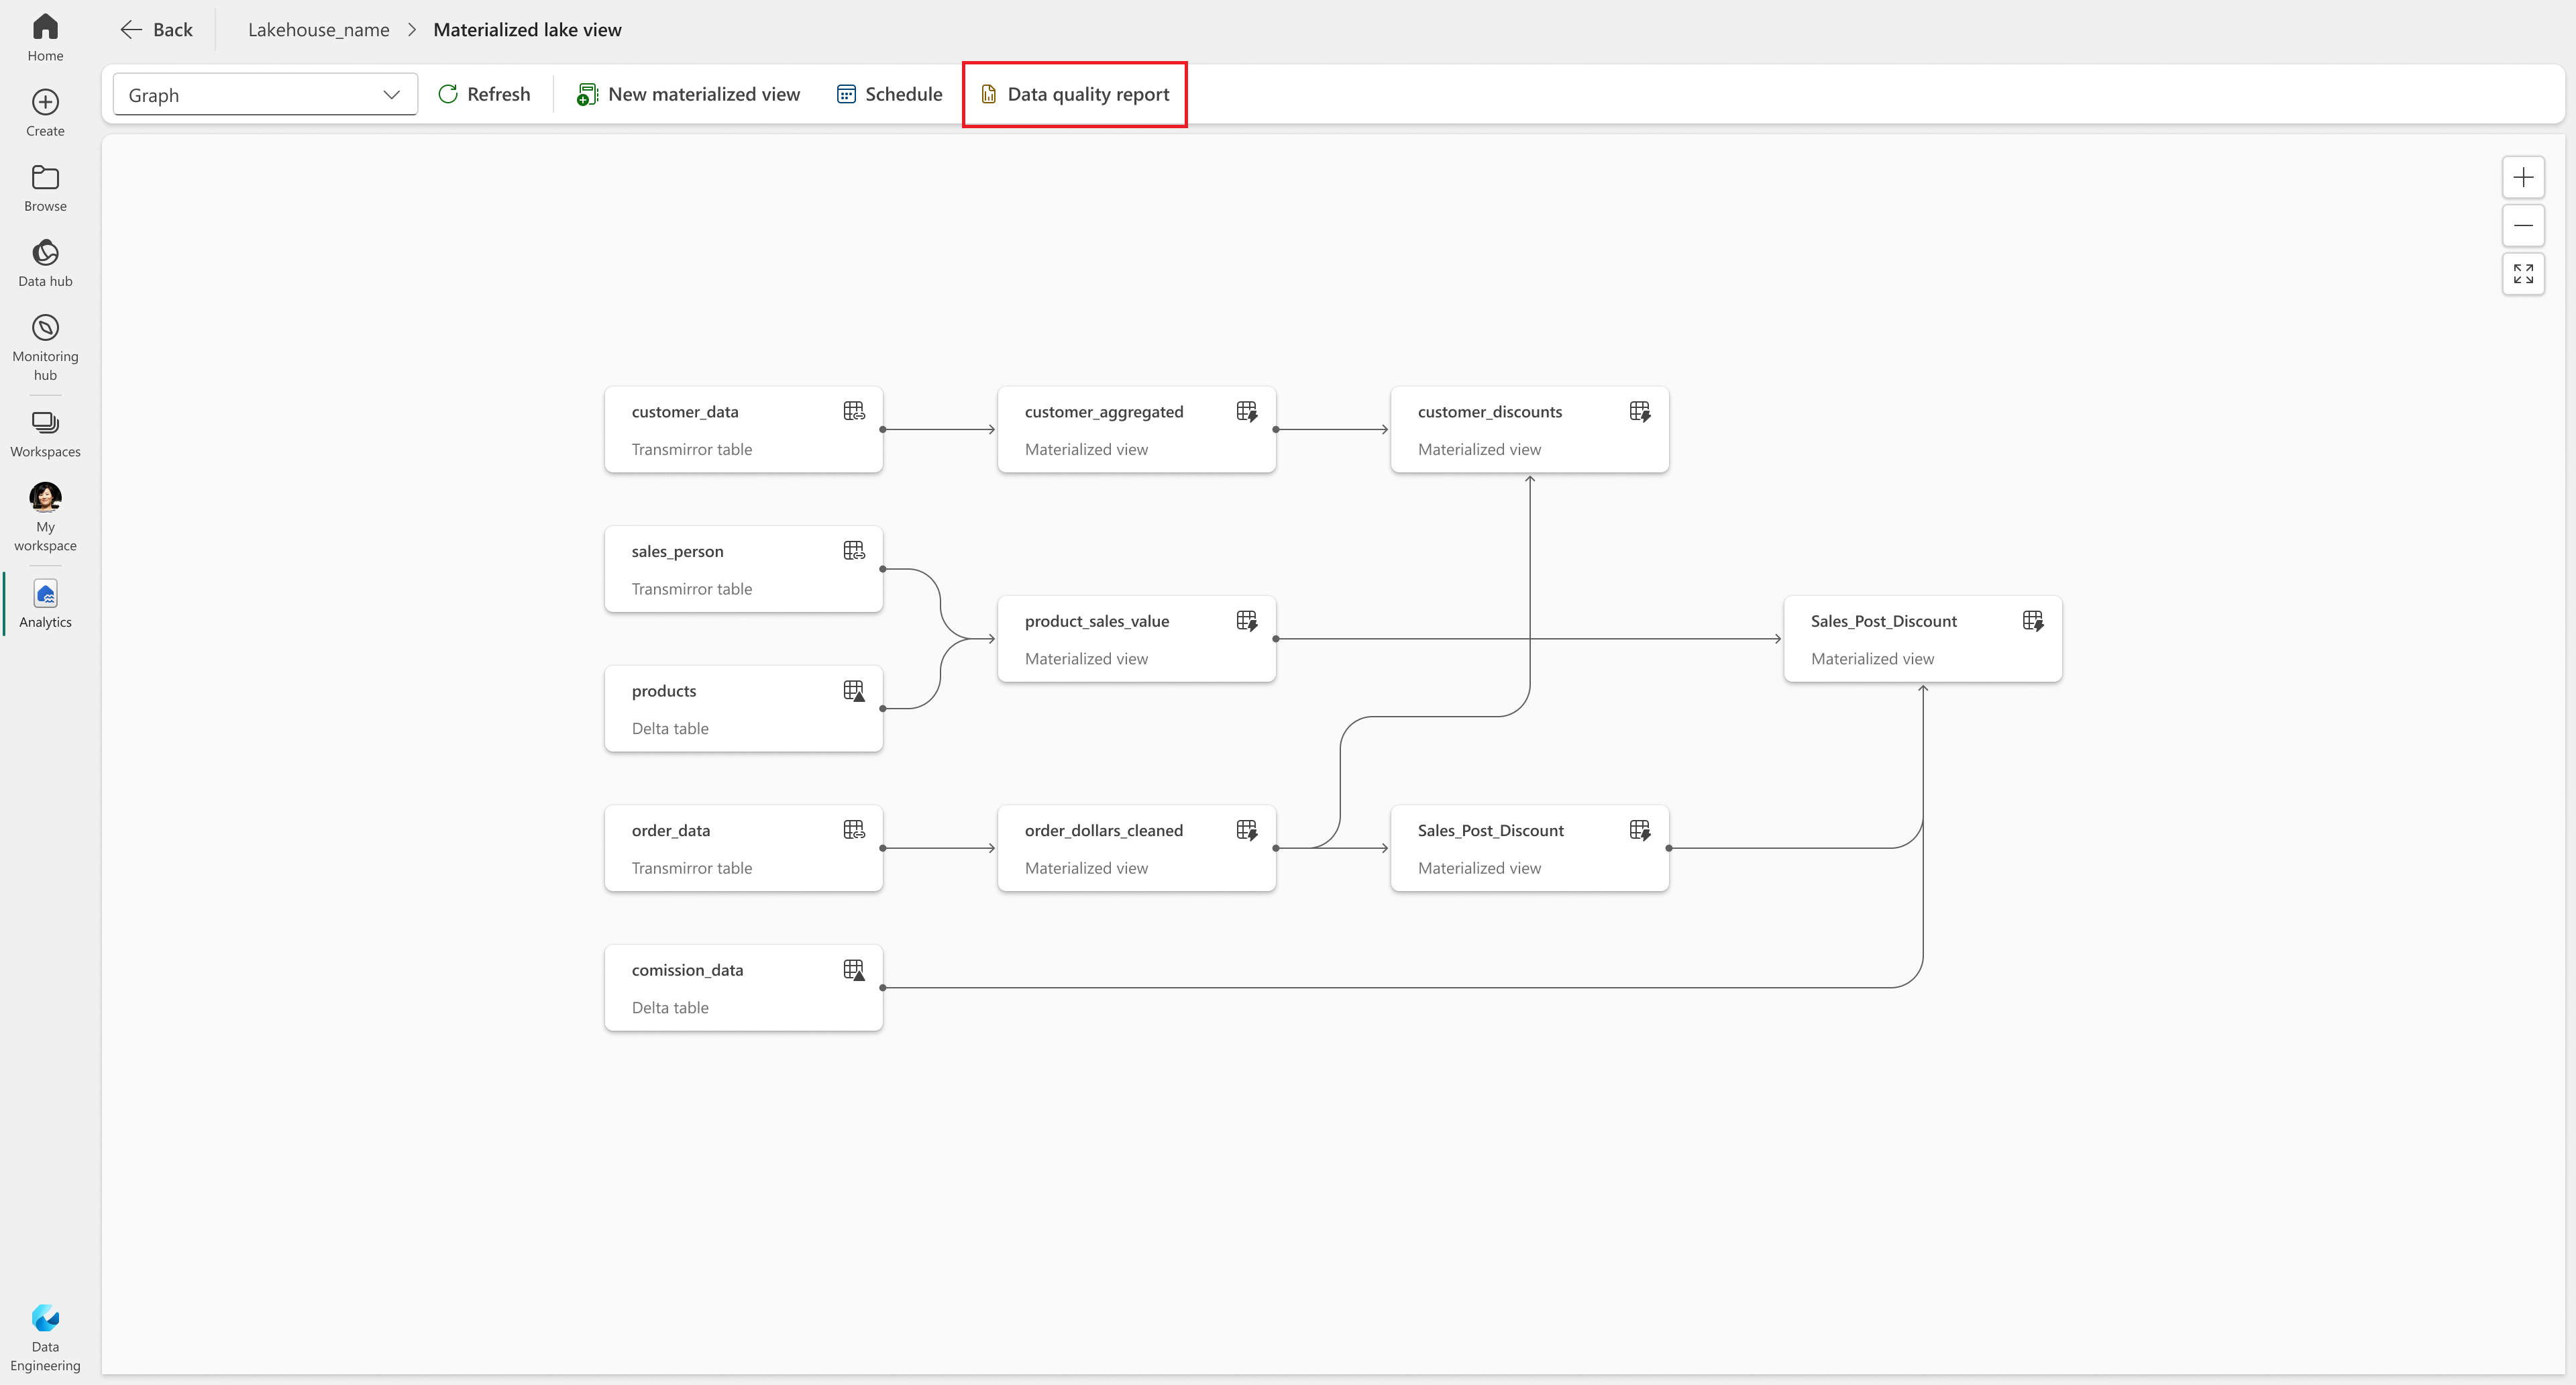 Home
Create
Browse
Data hub
Monitoring
hub
Workspaces
My
workspace
Analytics
Data
Engineering
Back
Lakehouse_name
Materialized lake view
Graph
Refresh
New materialized view
Schedule
Data quality report
customer_data
Transmirror table
customer_aggregated
Materialized view
customer_discounts
Materialized view
sales_person
Transmirror table
product_sales_value
Materialized view
Sales_Post_Discount
Materialized view
products
Delta table
order_data
Transmirror table
order_dollars_cleaned
Materialized view
Sales_Post_Discount
Materialized view
comission_data
Delta table